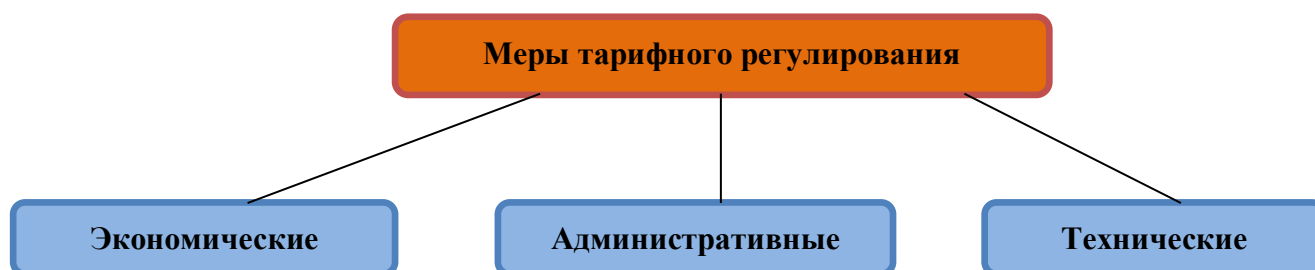 Меры тарифного регулирования
Экономические
Административные
Технические